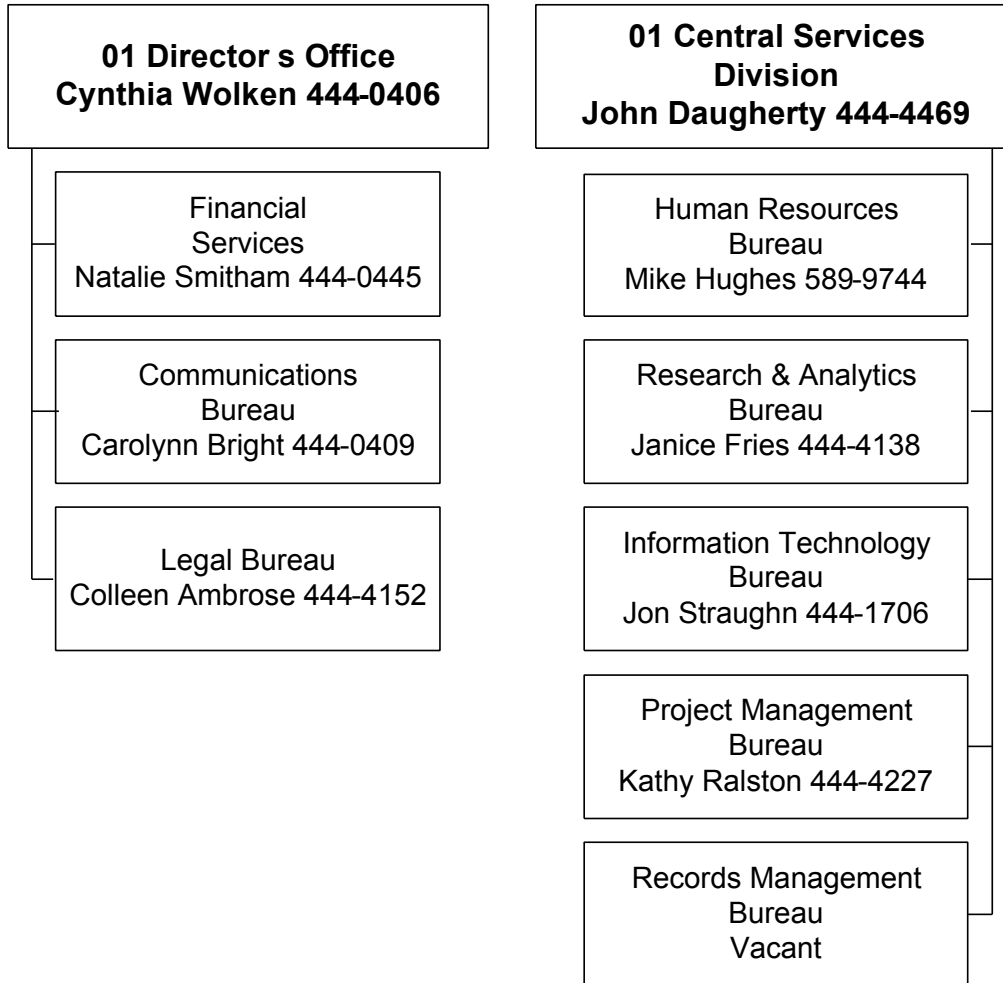 01 Director s Office
Cynthia Wolken 444-0406
Financial
Services
Natalie Smitham 444-0445
Communications
Bureau
Carolynn Bright 444-0409
Legal Bureau
Colleen Ambrose 444-4152
01 Central Services
Division
John Daugherty 444-4469
Human Resources
Bureau
Mike Hughes 589-9744
Research & Analytics
Bureau
Janice Fries 444-4138
Information Technology
Bureau
Jon Straughn 444-1706
Project Management
Bureau
Kathy Ralston 444-4227
Records Management
Bureau
Vacant